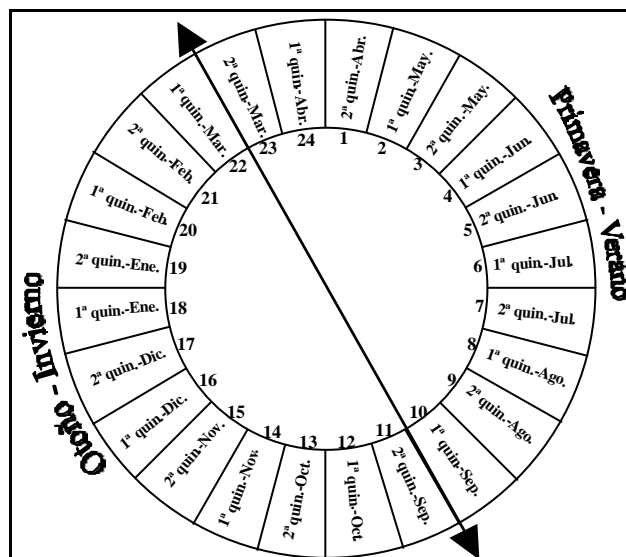 2ª quin.-Abr.
1
1ª quin.-May.
2
2ª quin.-May.
3
1ª quin.-Jun.
4
2ª quin.-Jun.
5
1ª quin.-Jul.
6
2ª quin.-Jul.
7
1ª quin.-Ago.
8
2ª quin.-Ago.
9
1ª quin.-Sep.
10
2ª quin.-Sep.
11
1ª quin.-Oct
12
2ª quin.-Oct.
13
1ª quin.-Nov.
14
2ª quin.-Nov.
15
1ª quin.-Dic.
16
2ª quin.-Dic.
17
1ª quin.-Ene.
18
2ª quin.-Ene.
19
1ª quin.-Feb.
20
2ª quin.-Feb.
21
1ª quin.-Mar.
22
2ª quin.-Mar.
23
1ª quin-Abr.
24
Primavera - Verano
Otoño - Invierno